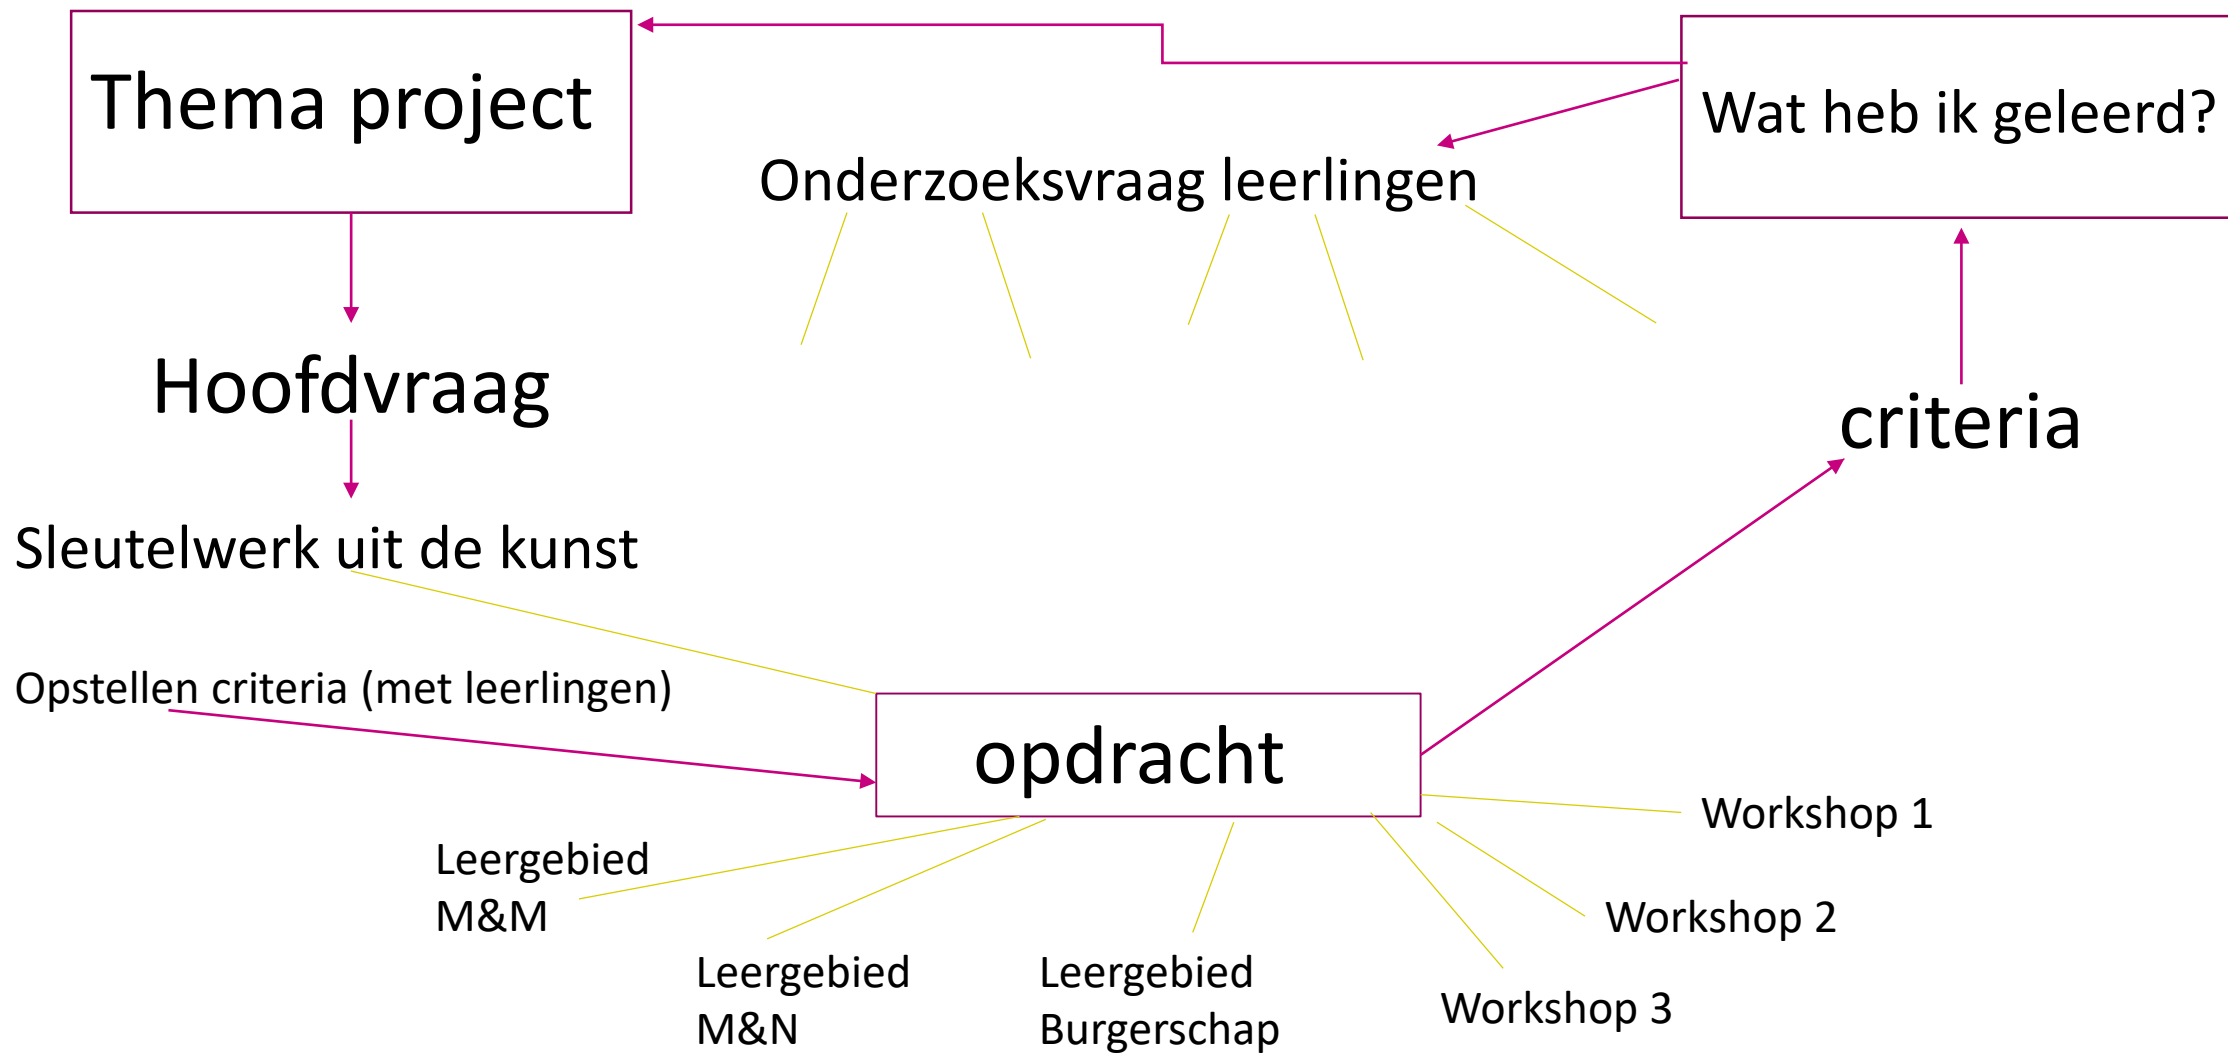 Thema project
Wat heb ik geleerd?
Onderzoeksvraag leerlingen
Hoofdvraag
criteria
Sleutelwerk uit de kunst
Opstellen criteria (met leerlingen)
opdracht
Workshop 1
Leergebied
M&M
Workshop 2
Leergebied
M&N
Leergebied
Burgerschap
Workshop 3